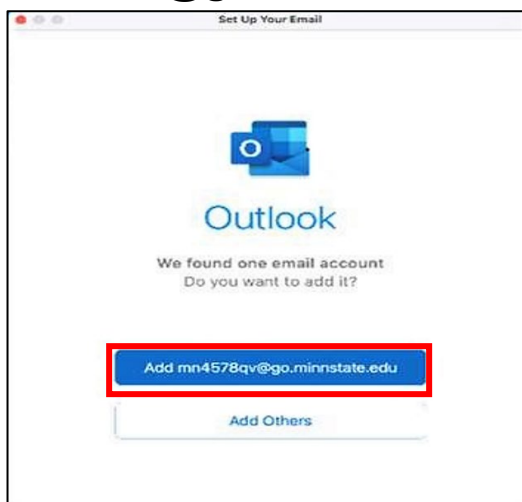 Set Up Your Email
Outlook
We found one email account
Do you want to add it?
Add mn4578qv@go.minnstate.edu
Add Others